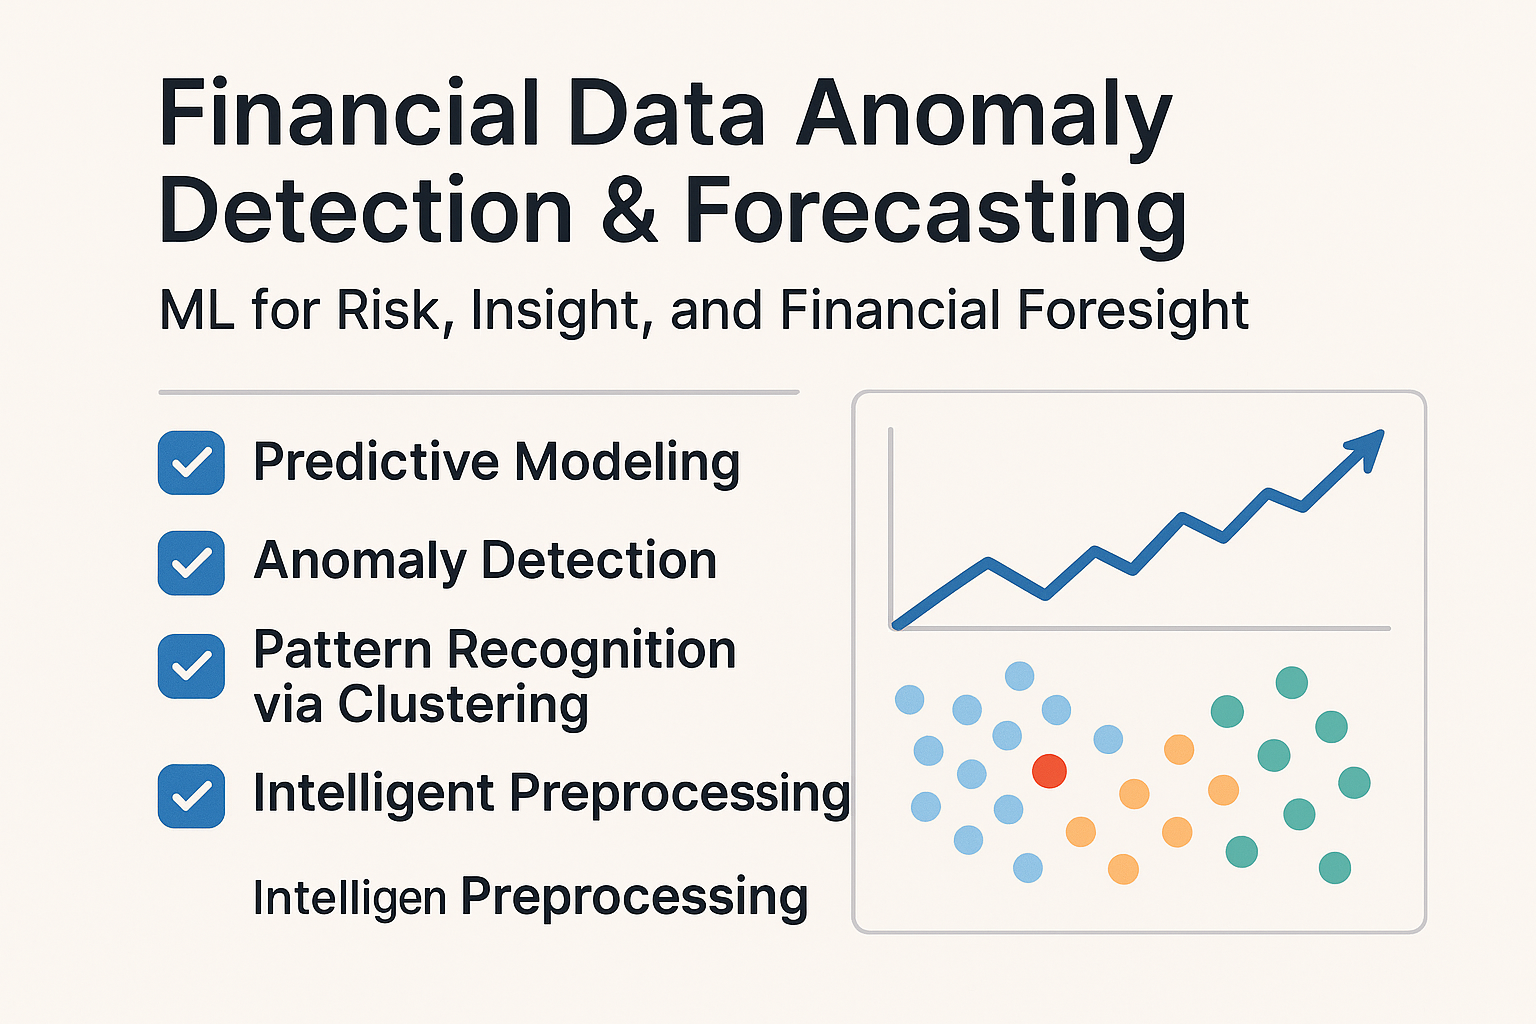 Financial Data Anomaly
Detection & Forecasting
ML for Risk, Insight, and Financial Foresight
Predictive Modeling
Anomaly Detection
Pattern Recognition
via Clustering
Intelligent Preprocessing
Intelligen Preprocessing